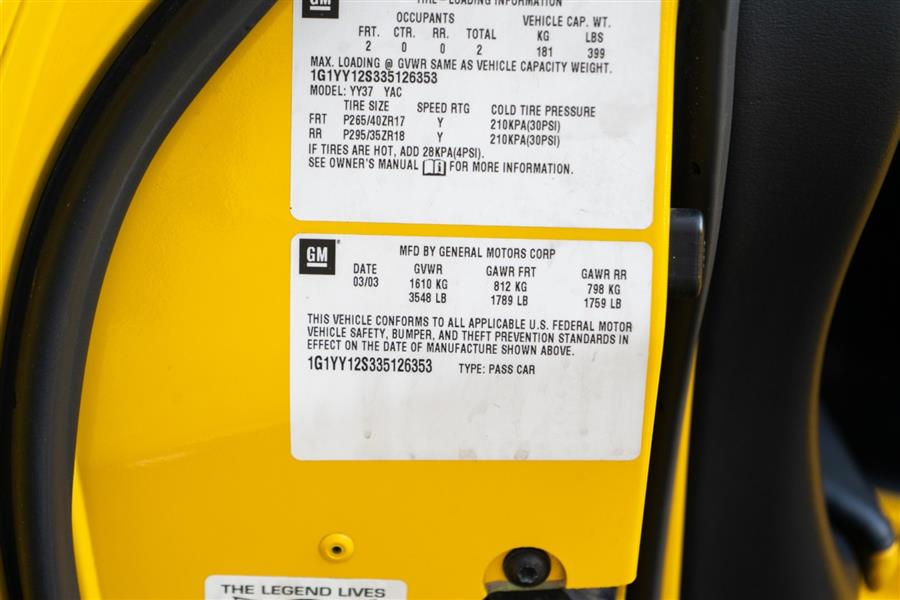 GM
TIRE-LOADING INFORMATION
OCCUPANTS VEHICLE CAP. WT.
FRT. CTR. RR. TOTAL KG LBS
2 0 0 2 181 399
MAX. LOADING @ GVWR SAME AS VEHICLE CAPACITY WEIGHT.
1G1YY12S335126353
MODEL: YY37 YAC
TIRE SIZE SPEED RTG COLD TIRE PRESSURE
FRT P265/40ZR17 Y 210KPA(30PSI)
RR P295/35ZR18 Y 210KPA(30PSI)
IF TIRES ARE HOT, ADD 28KPA(4PSI).
SEE OWNER'S MANUAL FOR MORE INFORMATION.
GM® MFD BY GENERAL MOTORS CORP
DATE GVWR GAWR FRT GAWR RR
03/03 1610 KG 812 KG 798 KG
3548 LB 1789 LB 1759 LB
THIS VEHICLE CONFORMS TO ALL APPLICABLE U.S. FEDERAL MOTOR
VEHICLE SAFETY, BUMPER, AND THEFT PREVENTION STANDARDS IN
EFFECT ON THE DATE OF MANUFACTURE SHOWN ABOVE.
1G1YY12S335126353 TYPE: PASS CAR
THE LEGEND LIVES